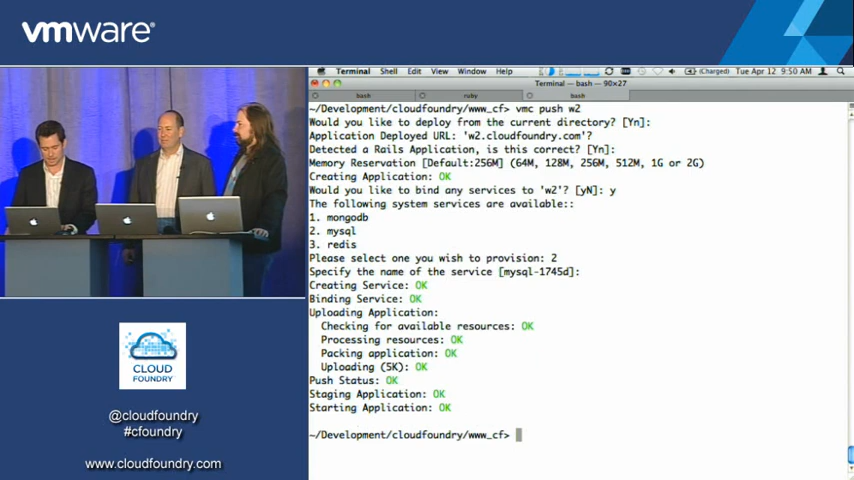 vmware®
Terminal Shell Edit View Window Help
(Charged) Tue Apr 12 9:50 AM
Terminal — bash — 90×27
bash ruby bash
~/Development/cloudfoundry/www_cf> vmc push w2
Would you like to deploy from the current directory? [Yn]:
Application Deployed URL: 'w2.cloudfoundry.com'?
Detected a Rails Application, is this correct? [Yn]:
Memory Reservation [Default:256M] (64M, 128M, 256M, 512M, 1G or 2G)
Creating Application: OK
Would you like to bind any services to 'w2'? [yN]: y
The following system services are available::
1. mongodb
2. mysql
3. redis
Please select one you wish to provision: 2
Specify the name of the service [mysql-1745d]:
Creating Service: OK
Binding Service: OK
Uploading Application:
Checking for available resources: OK
Processing resources: OK
Packing application: OK
Uploading (5K): OK
Push Status: OK
Staging Application: OK
Starting Application: OK
~/Development/cloudfoundry/www_cf>
CLOUD
FOUNDRY
@cloudfoundry
#cfoundry
www.cloudfoundry.com